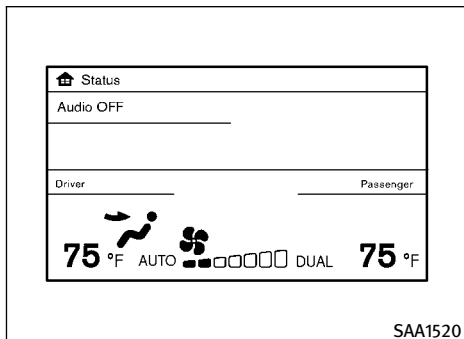 Status
Audio OFF
Driver Passenger
75 °F AUTO DUAL 75 °F
SAA1520